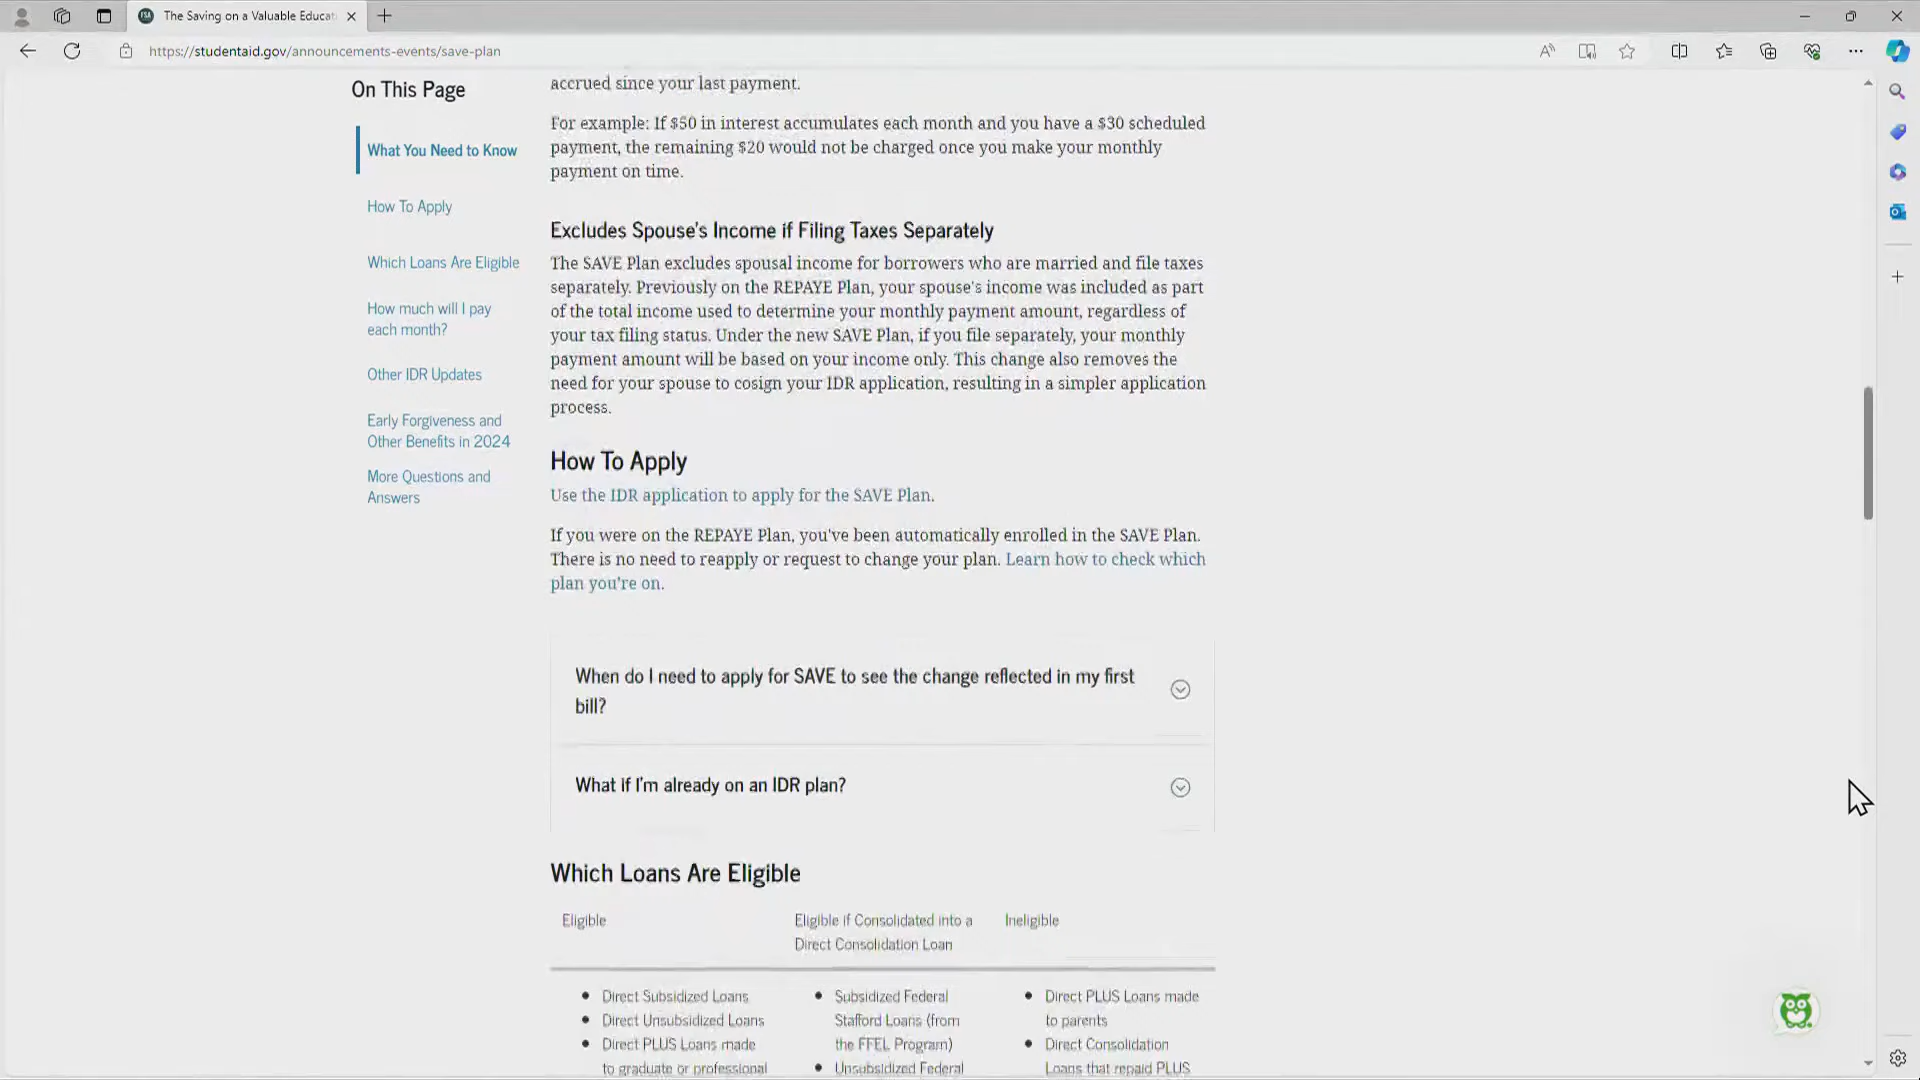 The Saving on a Valuable Educat
https://studentaid.gov/announcements-events/save-plan
On This Page
What You Need to Know
How To Apply
Which Loans Are Eligible
How much will I pay
each month?
Other IDR Updates
Early Forgiveness and
Other Benefits in 2024
More Questions and
Answers
accrued since your last payment.
For example: If $50 in interest accumulates each month and you have a $30 scheduled
payment, the remaining $20 would not be charged once you make your monthly
payment on time.
Excludes Spouse's Income if Filing Taxes Separately
The SAVE Plan excludes spousal income for borrowers who are married and file taxes
separately. Previously on the REPAYE Plan, your spouse's income was included as part
of the total income used to determine your monthly payment amount, regardless of
your tax filing status. Under the new SAVE Plan, if you file separately, your monthly
payment amount will be based on your income only. This change also removes the
need for your spouse to cosign your IDR application, resulting in a simpler application
process.
How To Apply
Use the IDR application to apply for the SAVE Plan.
If you were on the REPAYE Plan, you've been automatically enrolled in the SAVE Plan.
There is no need to reapply or request to change your plan. Learn how to check which
plan you're on.
When do I need to apply for SAVE to see the change reflected in my first
bill?
What if I'm already on an IDR plan?
Which Loans Are Eligible
Eligible
Eligible if Consolidated into a
Direct Consolidation Loan
Ineligible
Direct Subsidized Loans
Direct Unsubsidized Loans
Direct PLUS Loans made
to graduate or professional
Subsidized Federal
Stafford Loans (from
the FFEL Program)
Unsubsidized Federal
Direct PLUS Loans made
to parents
Direct Consolidation
Loans that repaid PLUS